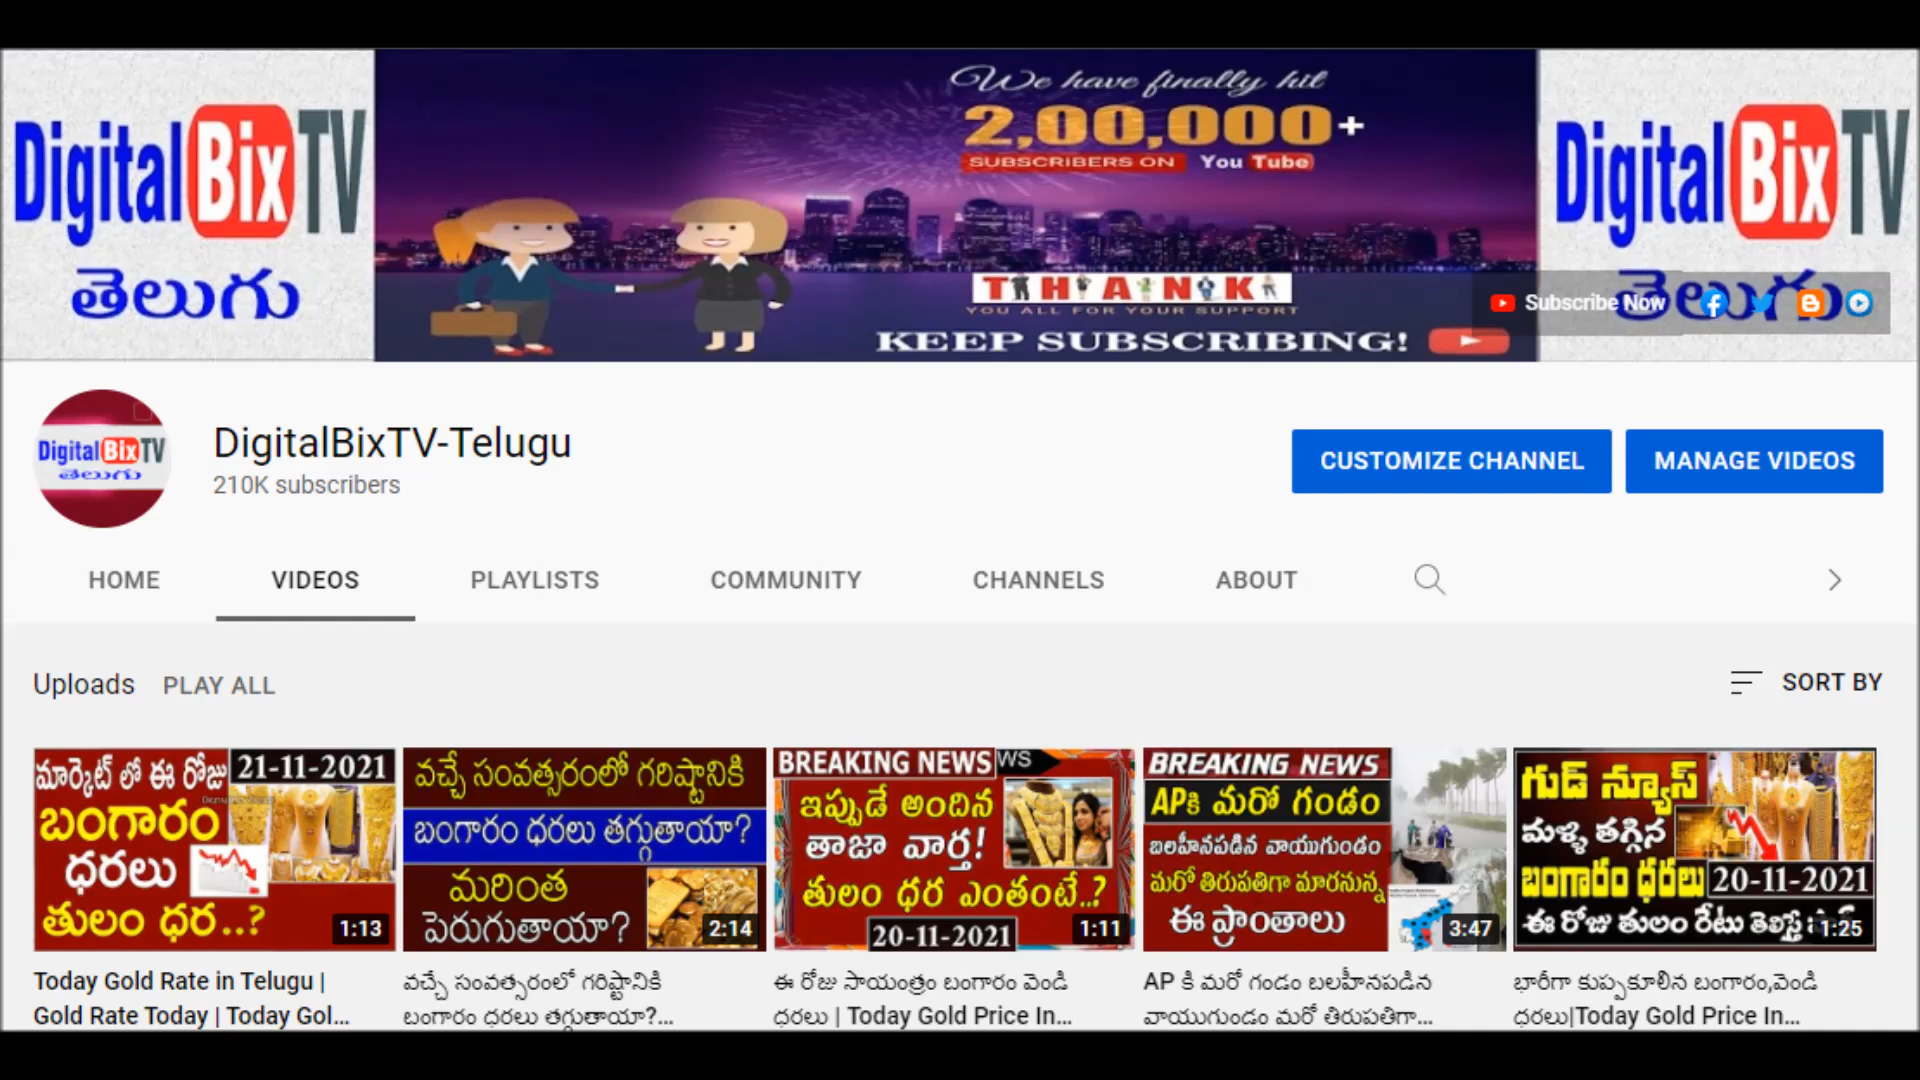 We have finally hit
2,00,000+
SUBSCRIBERS ON You Tube
DigitalBixTV
తెలుగు
DigitalBixTV
తెలుగు
THANK
YOU ALL FOR YOUR SUPPORT
KEEP SUBSCRIBING!
Subscribe Now
DigitalBixTV
తెలుగు
DigitalBixTV-Telugu
210K subscribers
CUSTOMIZE CHANNEL
MANAGE VIDEOS
HOME VIDEOS PLAYLISTS COMMUNITY CHANNELS ABOUT
Uploads PLAY ALL
SORT BY
మార్కెట్ లో ఈ రోజు
21-11-2021
బంగారం
ధరలు
తులం ధర..?
1:13
వచ్చే సంవత్సరంలో గరిష్టానికి
బంగారం ధరలు తగ్గుతాయా?
మరింత
పెరుగుతాయా?
2:14
BREAKING NEWS
WS
ఇప్పుడే అందిన
తాజా వార్త!
తులం ధర ఎంతంటే..?
20-11-2021
1:11
BREAKING NEWS
APకి మరో గండం
బలహీనపడిన వాయుగుండం
మరో తిరుపతిగా మారనున్న
ఈ ప్రాంతాలు
3:47
గుడ్ న్యూస్
మళ్ళీ తగ్గిన
బంగారం ధరలు
20-11-2021
ఈ రోజు తులం రేటు తెలిస్తే
1:25
Today Gold Rate in Telugu |
Gold Rate Today | Today Gol...
వచ్చే సంవత్సరంలో గరిష్టానికి
బంగారం ధరలు తగ్గుతాయా?...
ఈ రోజు సాయంత్రం బంగారం వెండి
ధరలు | Today Gold Price In...
AP కి మరో గండం బలహీనపడిన
వాయుగుండం మరో తిరుపతిగా...
భారీగా కుప్పకూలిన బంగారం,వెండి
ధరలు|Today Gold Price In...